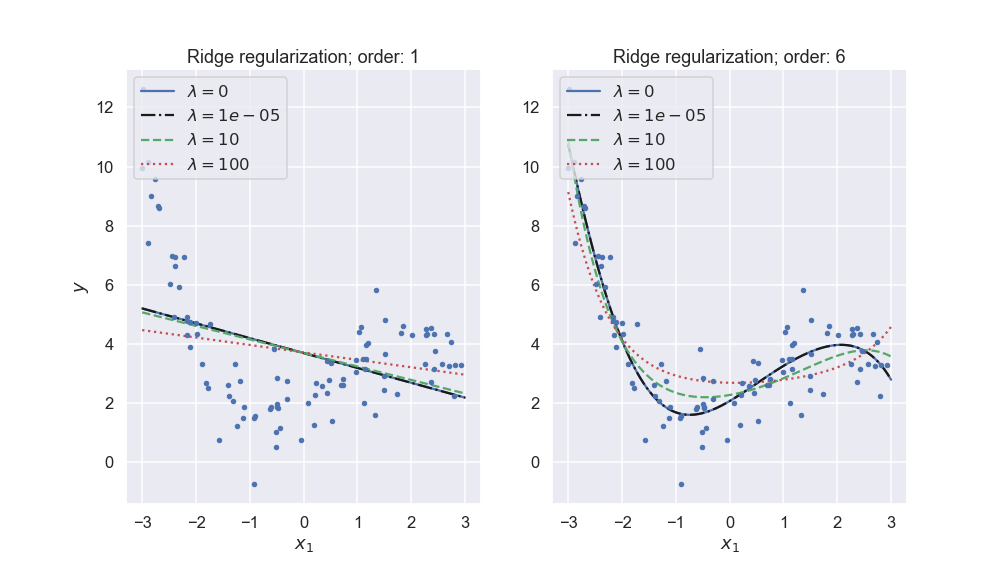 Ridge regularization; order: 1
λ = 0
λ = 1e − 05
λ = 10
λ = 100
12
10
8
6
4
2
0
y
−3 −2 −1 0 1 2 3
x₁
Ridge regularization; order: 6
λ = 0
λ = 1e − 05
λ = 10
λ = 100
12
10
8
6
4
2
0
−3 −2 −1 0 1 2 3
x₁